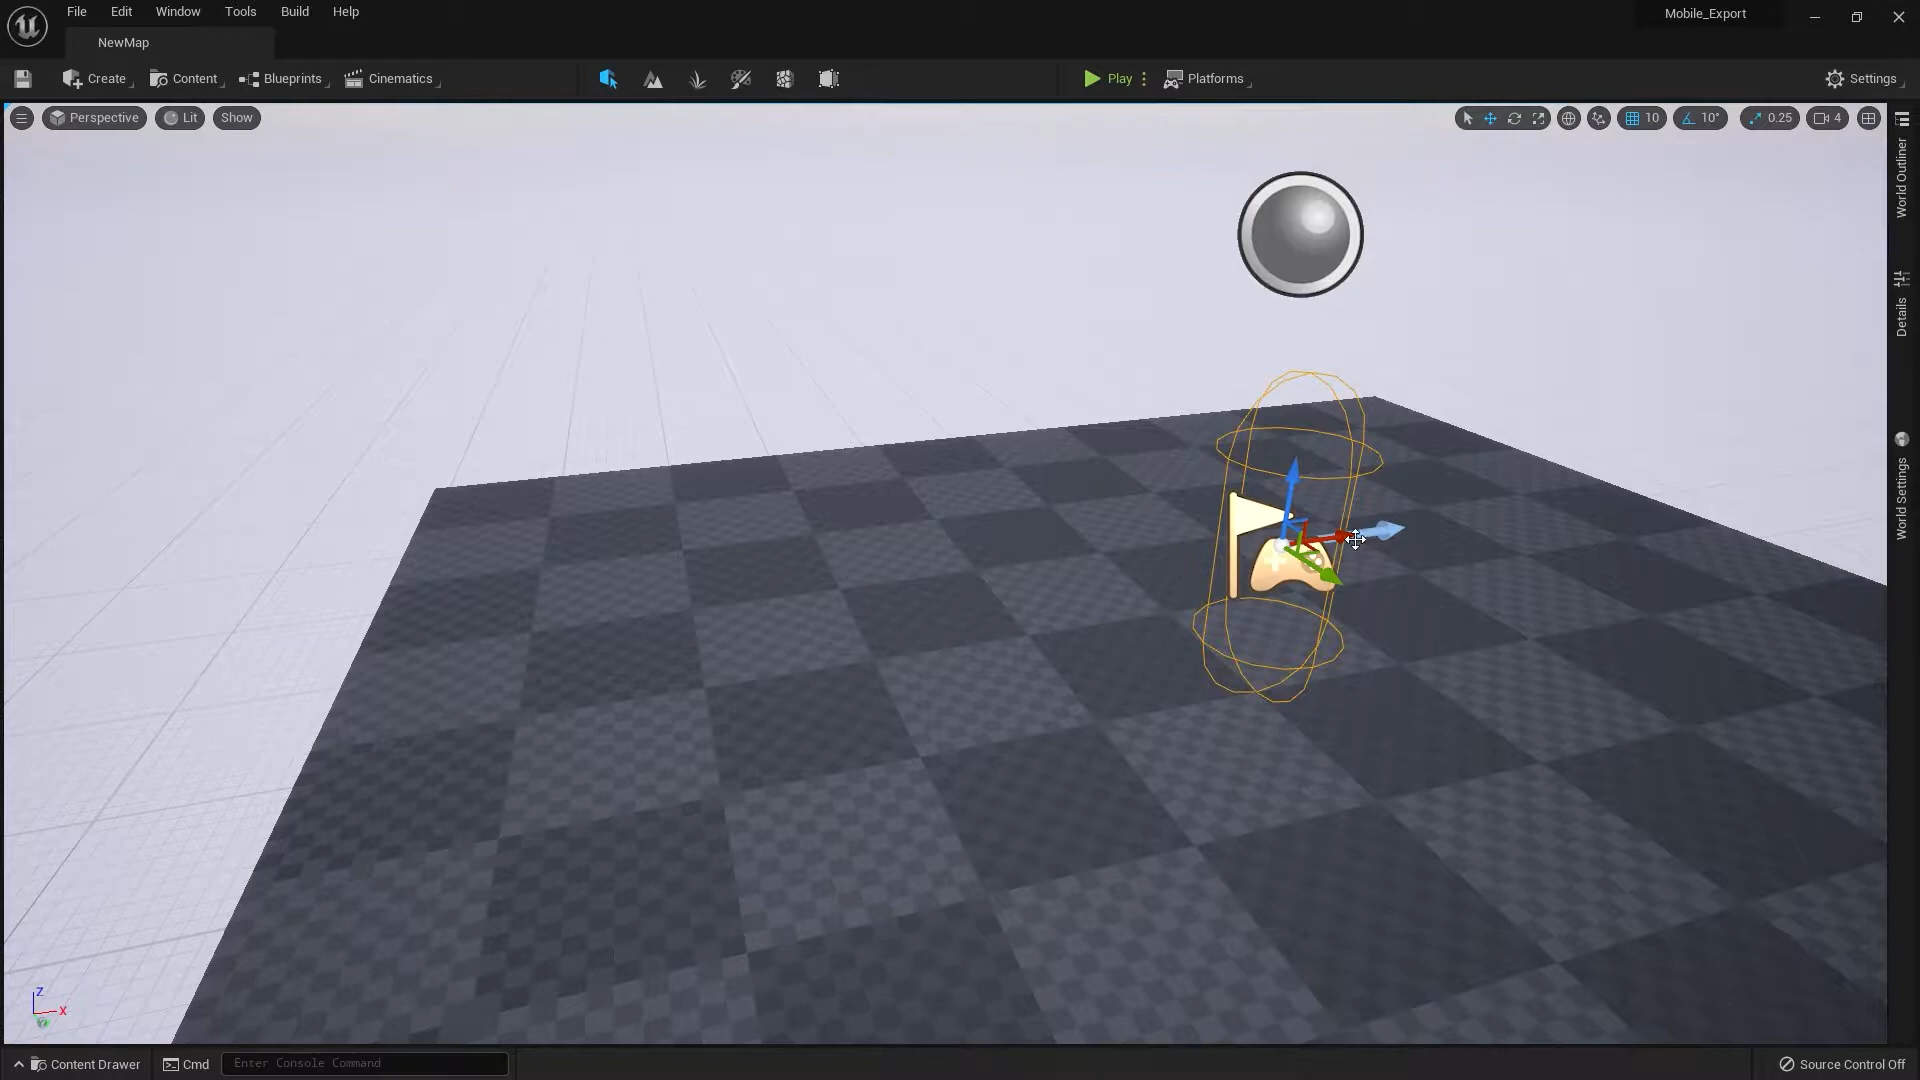 File Edit Window Tools Build Help
Mobile_Export
NewMap
Create Content Blueprints Cinematics Play Platforms Settings
Perspective Lit Show 10 10° 0.25 4
World Outliner
Details
World Settings
Z
X
Content Drawer Cmd Enter Console Command Source Control Off